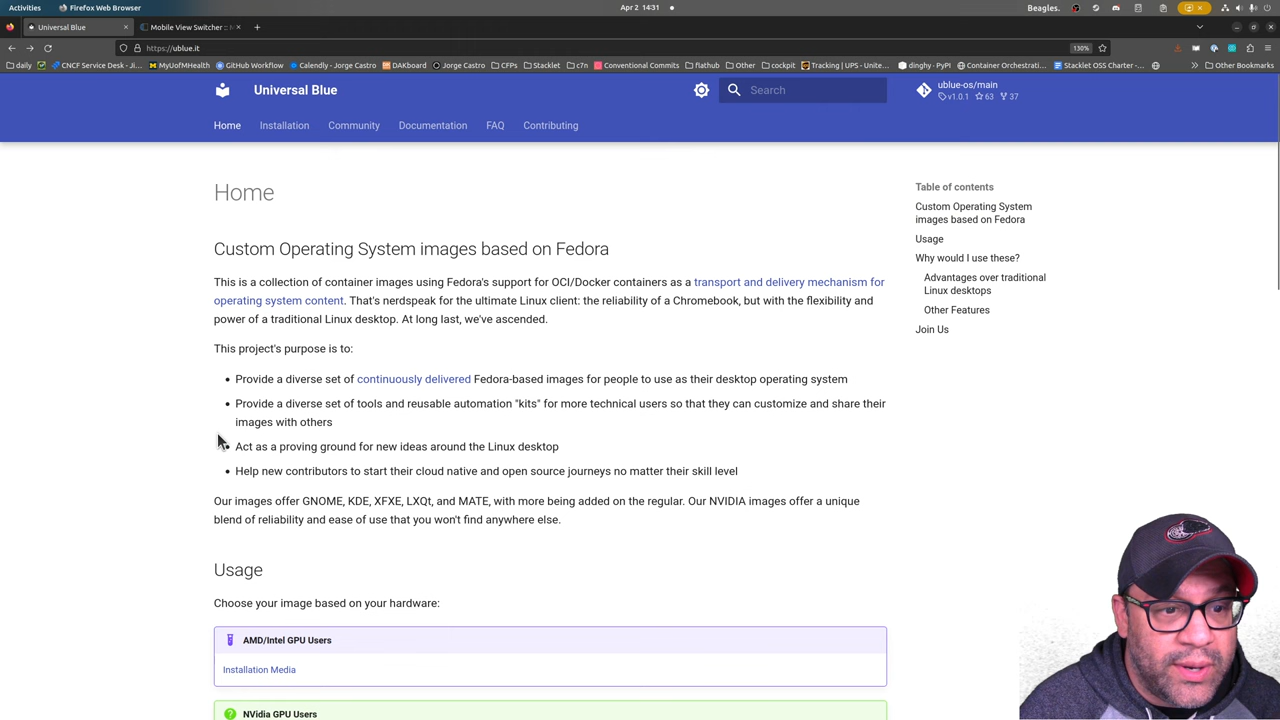 Activities Firefox Web Browser Apr 2 14:31 Beagles.
Universal Blue Mobile View Switcher ::
https://ublue.it 130%
daily CNCF Service Desk - Ji... MyUofMHealth GitHub Workflow Calendly - Jorge Castro DAKboard Jorge Castro CFPs Stacklet c7n Conventional Commits Flathub Other cockpit Tracking | UPS - Unite... dinghy - PyPI Container Orchestrati... Stacklet OSS Charter -... Other Bookmarks
Universal Blue
Search
ublue-os/main
v1.0.1 63 37
Home Installation Community Documentation FAQ Contributing
Home
Custom Operating System images based on Fedora
This is a collection of container images using Fedora's support for OCI/Docker containers as a transport and delivery mechanism for
operating system content. That's nerdspeak for the ultimate Linux client: the reliability of a Chromebook, but with the flexibility and
power of a traditional Linux desktop. At long last, we've ascended.
This project's purpose is to:
• Provide a diverse set of continuously delivered Fedora-based images for people to use as their desktop operating system
• Provide a diverse set of tools and reusable automation "kits" for more technical users so that they can customize and share their
images with others
• Act as a proving ground for new ideas around the Linux desktop
• Help new contributors to start their cloud native and open source journeys no matter their skill level
Our images offer GNOME, KDE, XFXE, LXQt, and MATE, with more being added on the regular. Our NVIDIA images offer a unique
blend of reliability and ease of use that you won't find anywhere else.
Usage
Choose your image based on your hardware:
AMD/Intel GPU Users
Installation Media
NVidia GPU Users
Table of contents
Custom Operating System
images based on Fedora
Usage
Why would I use these?
Advantages over traditional
Linux desktops
Other Features
Join Us